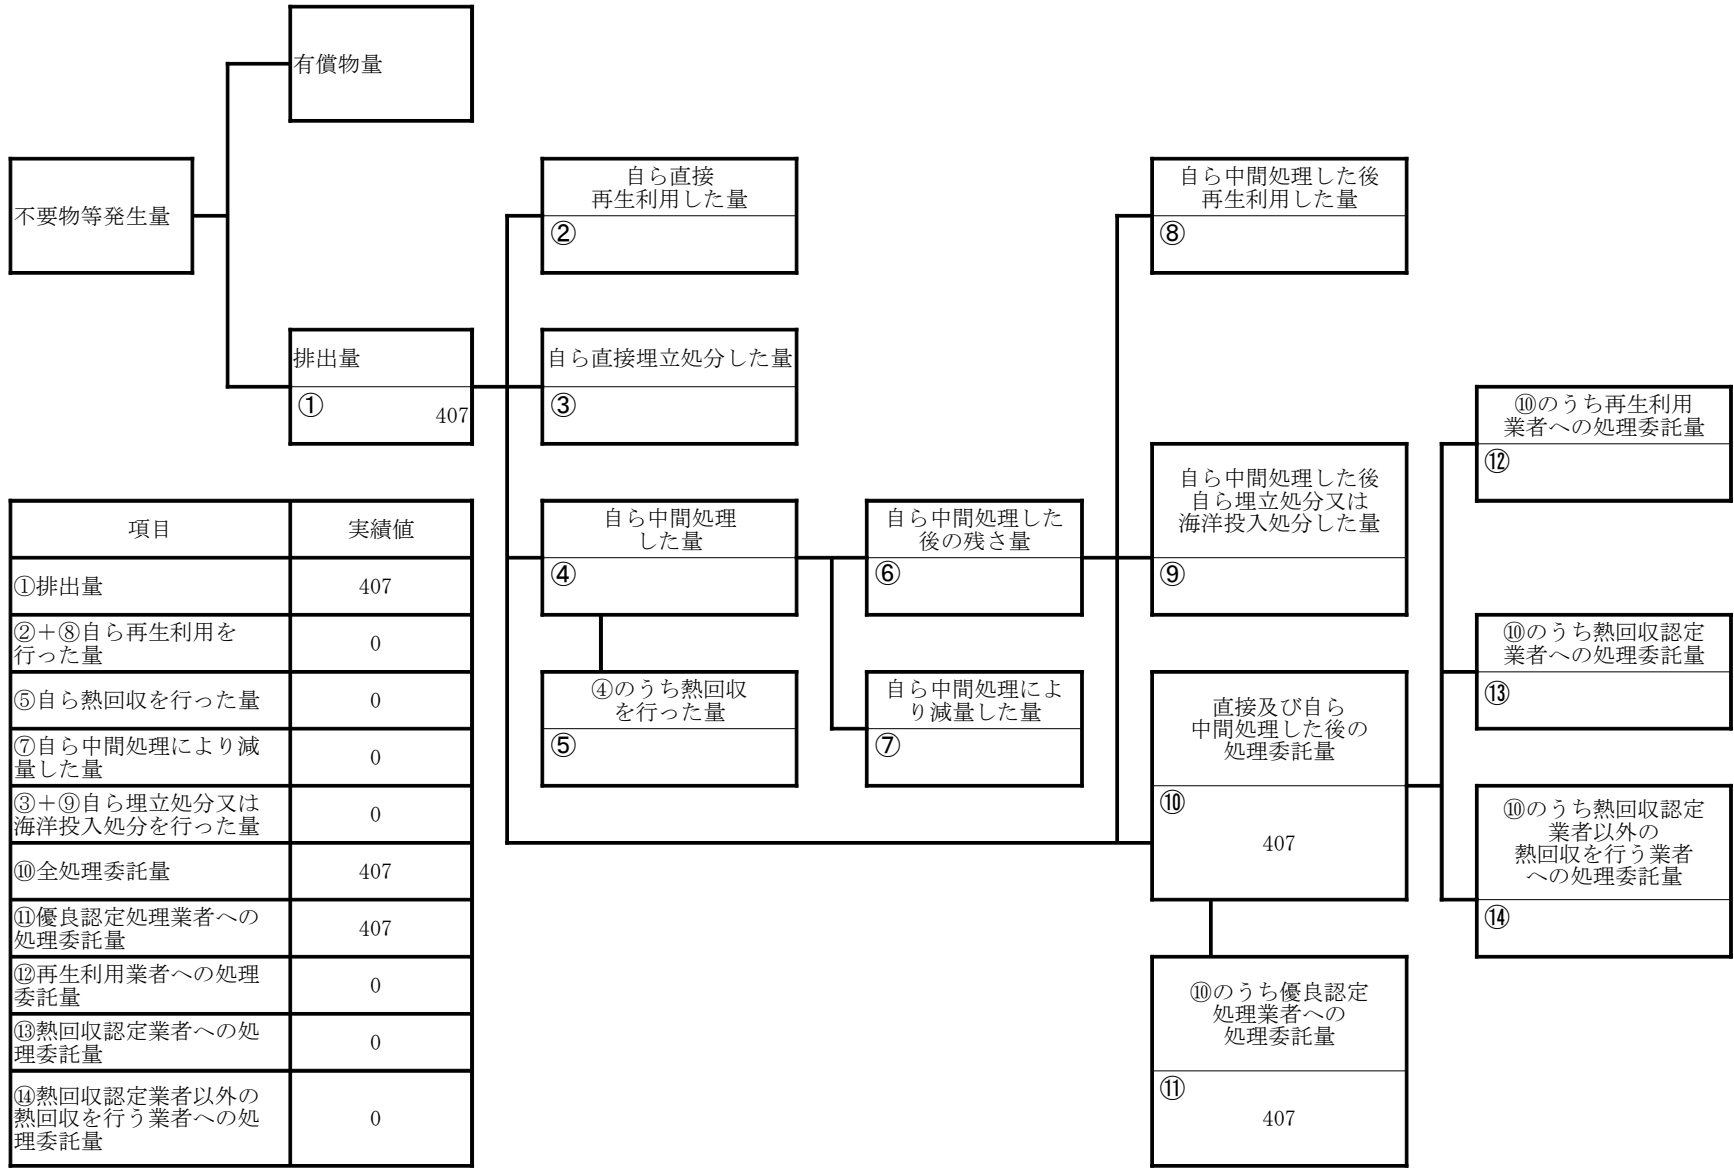 有償物量
不要物等発生量
自ら直接
再生利用した量
②
自ら中間処理した後
再生利用した量
⑧
排出量
①
407
自ら直接埋立処分した量
③
⑩のうち再生利用
業者への処理委託量
⑫
自ら中間処理
した量
④
自ら中間処理した
後の残さ量
⑥
自ら中間処理した後
自ら埋立処分又は
海洋投入処分した量
⑨
⑩のうち熱回収認定
業者への処理委託量
⑬
④のうち熱回収
を行った量
⑤
自ら中間処理によ
り減量した量
⑦
直接及び自ら
中間処理した後の
処理委託量
⑩
407
⑩のうち熱回収認定
業者以外の
熱回収を行う業者
への処理委託量
⑭
⑩のうち優良認定
処理業者への
処理委託量
⑪
407
項目
実績値
①排出量
407
②＋⑧自ら再生利用を
行った量
0
⑤自ら熱回収を行った量
0
⑦自ら中間処理により減
量した量
0
③＋⑨自ら埋立処分又は
海洋投入処分を行った量
0
⑩全処理委託量
407
⑪優良認定処理業者への
処理委託量
407
⑫再生利用業者への処理
委託量
0
⑬熱回収認定業者への処
理委託量
0
⑭熱回収認定業者以外の
熱回収を行う業者への処
理委託量
0